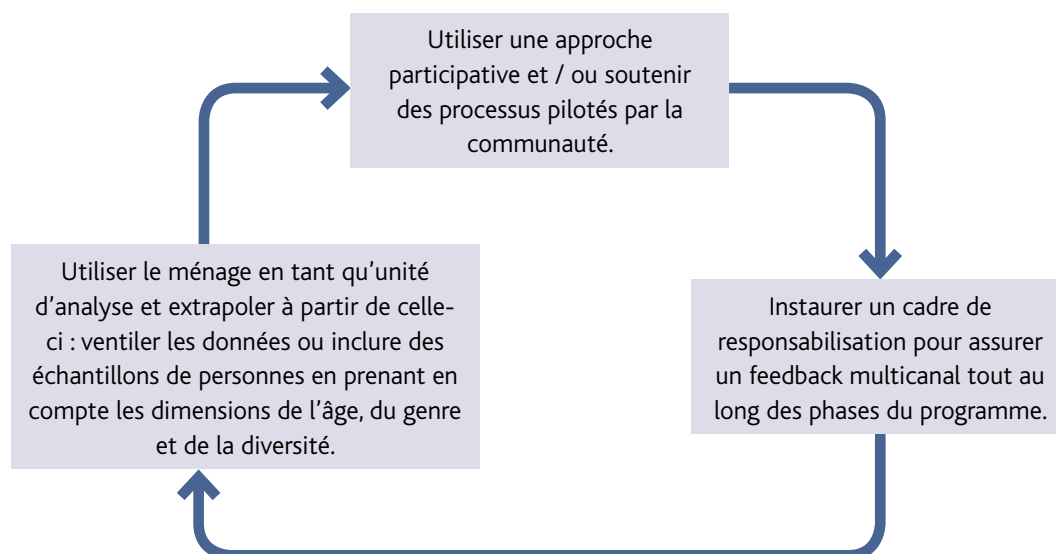 Utiliser une approche
participative et / ou soutenir
des processus pilotés par la
communauté.
Instaurer un cadre de
responsabilisation pour assurer
un feedback multicanal tout au
long des phases du programme.
Utiliser le ménage en tant qu’unité
d’analyse et extrapoler à partir de celle-
ci : ventiler les données ou inclure des
échantillons de personnes en prenant en
compte les dimensions de l’âge, du genre
et de la diversité.